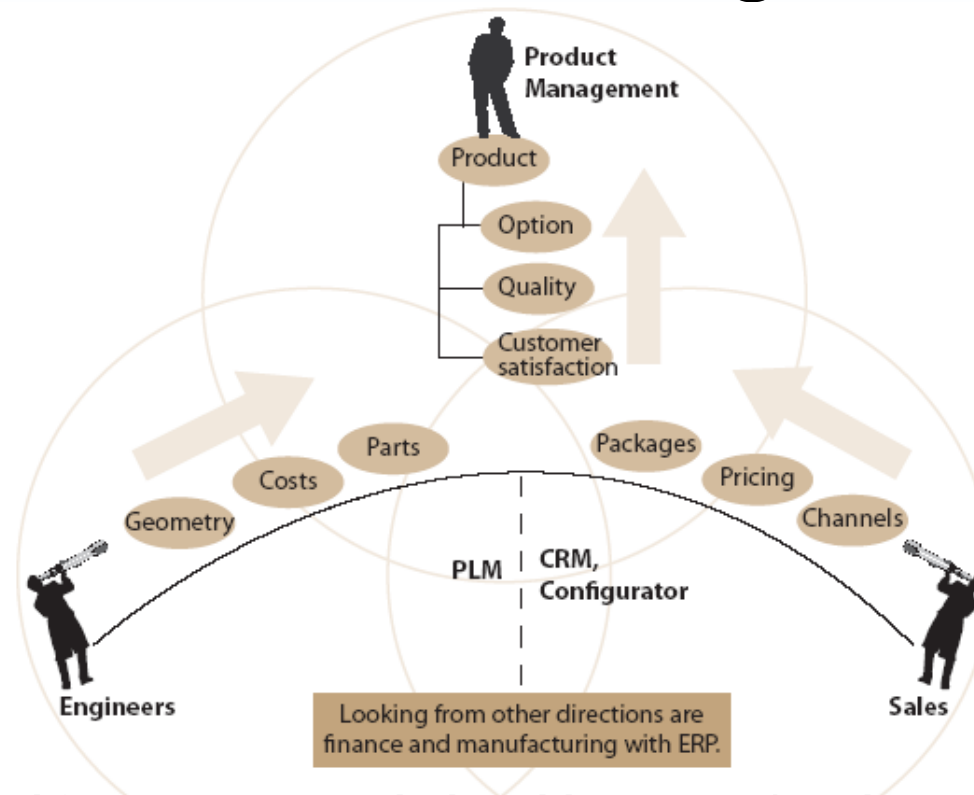 Product
Management
Product
Option
Quality
Customer
satisfaction
Parts
Costs
Geometry
Packages
Pricing
Channels
PLM
CRM,
Configurator
Engineers
Sales
Looking from other directions are
finance and manufacturing with ERP.